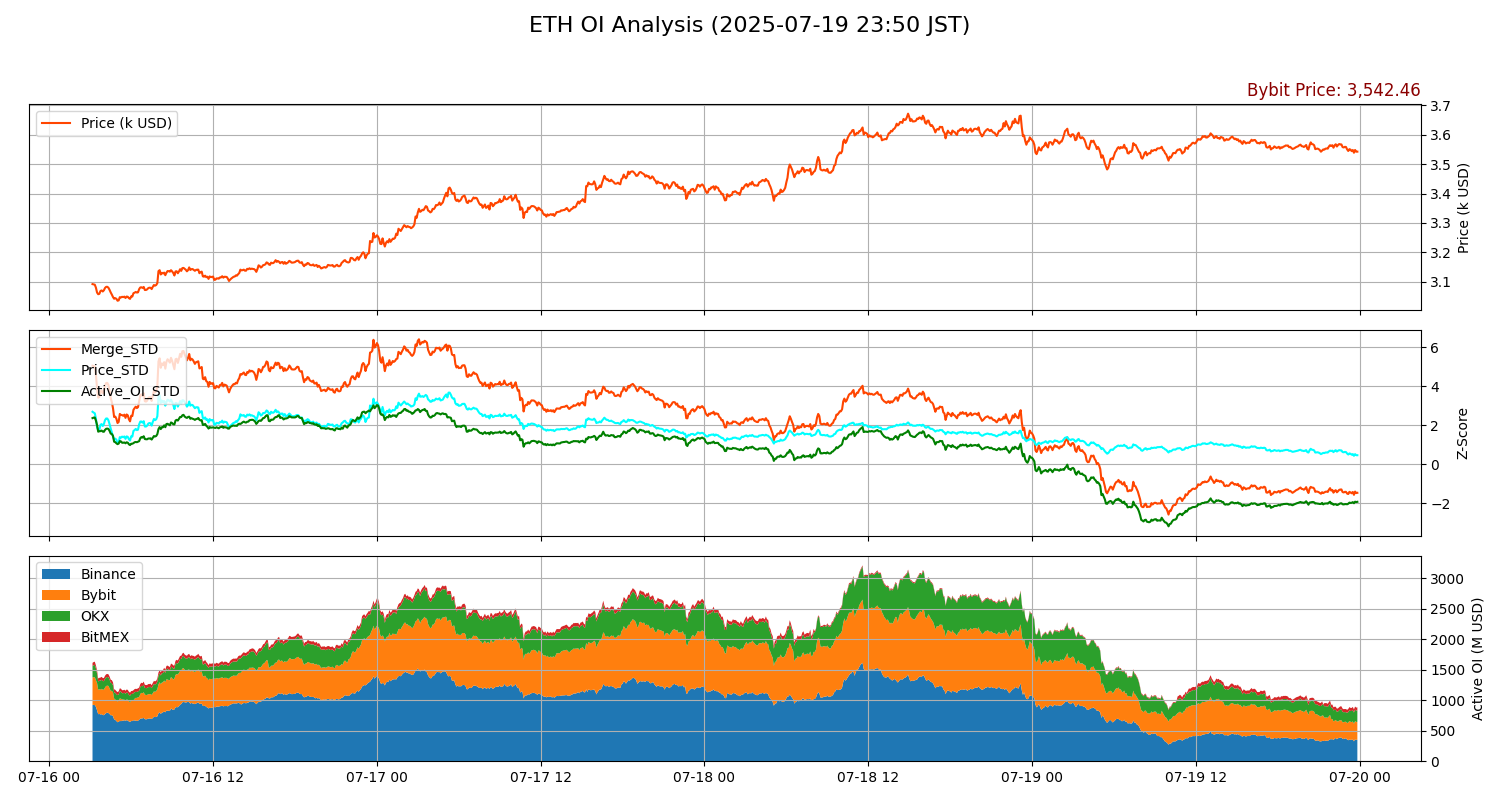 ETH OI Analysis (2025-07-19 23:50 JST)
Bybit Price: 3,542.46
Price (k USD)
3.7
3.6
3.5
3.4
3.3
3.2
3.1
Price (k USD)
Merge_STD
Price_STD
Active_OI_STD
6
4
2
0
−2
Z-Score
Binance
Bybit
OKX
BitMEX
3000
2500
2000
1500
1000
500
0
Active OI (M USD)
07-16 00
07-16 12
07-17 00
07-17 12
07-18 00
07-18 12
07-19 00
07-19 12
07-20 00